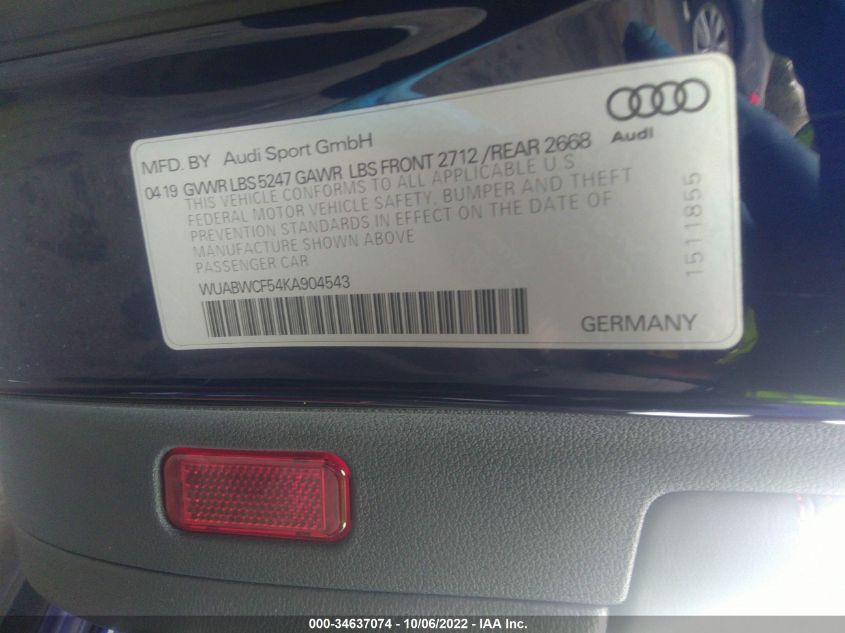 MFD. BY Audi Sport GmbH
Audi
04 19 GVWR LBS 5247 GAWR LBS FRONT 2712 /REAR 2668
THIS VEHICLE CONFORMS TO ALL APPLICABLE U S
FEDERAL MOTOR VEHICLE SAFETY, BUMPER AND THEFT
PREVENTION STANDARDS IN EFFECT ON THE DATE OF
MANUFACTURE SHOWN ABOVE
PASSENGER CAR
WUABWCF54KA904543
1511855
GERMANY
000-34637074 - 10/06/2022 - IAA Inc.